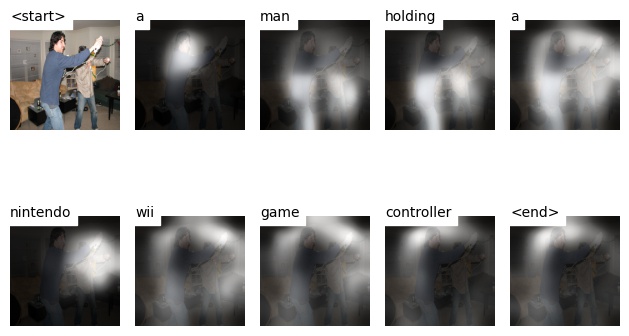 <start> a man holding a
nintendo wii game controller <end>